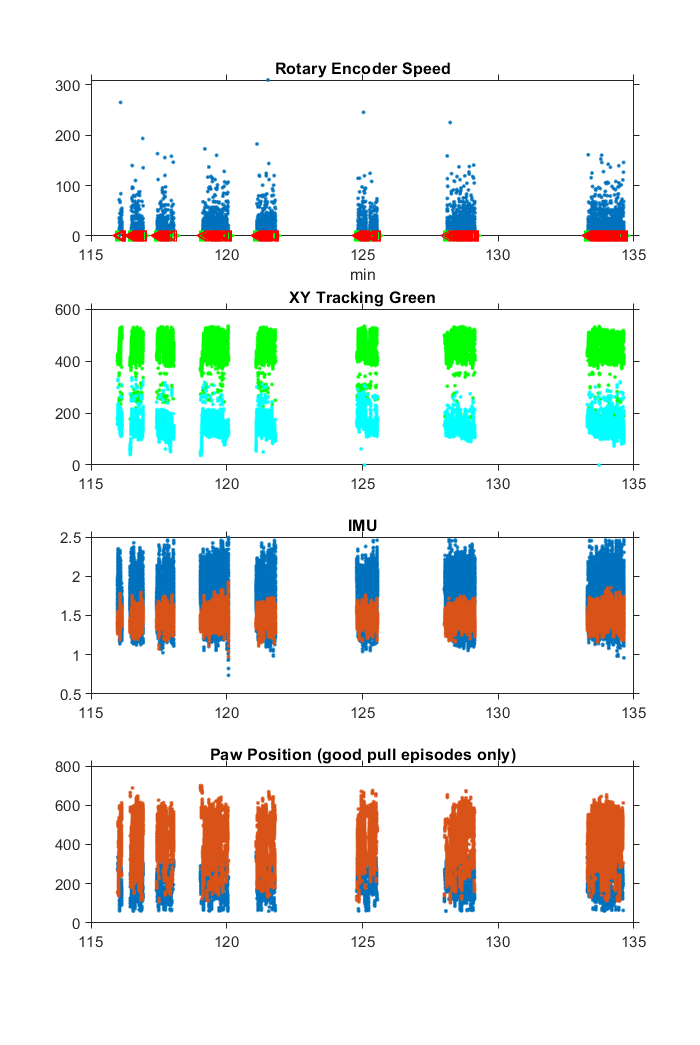 Rotary Encoder Speed
300
200
100
0
115 120 125 130 135
min
XY Tracking Green
600
400
200
0
115 120 125 130 135
IMU
2.5
2
1.5
1
0.5
115 120 125 130 135
Paw Position (good pull episodes only)
800
600
400
200
0
115 120 125 130 135